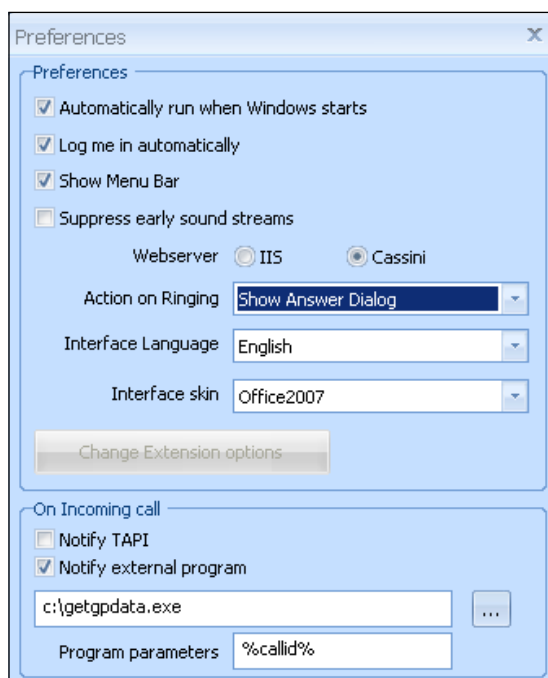 Preferences
Preferences
Automatically run when Windows starts
Log me in automatically
Show Menu Bar
Suppress early sound streams
Webserver IIS Cassini
Action on Ringing Show Answer Dialog
Interface Language English
Interface skin Office2007
Change Extension options
On Incoming call
Notify TAPI
Notify external program
c:\getgpdata.exe ...
Program parameters %callid%